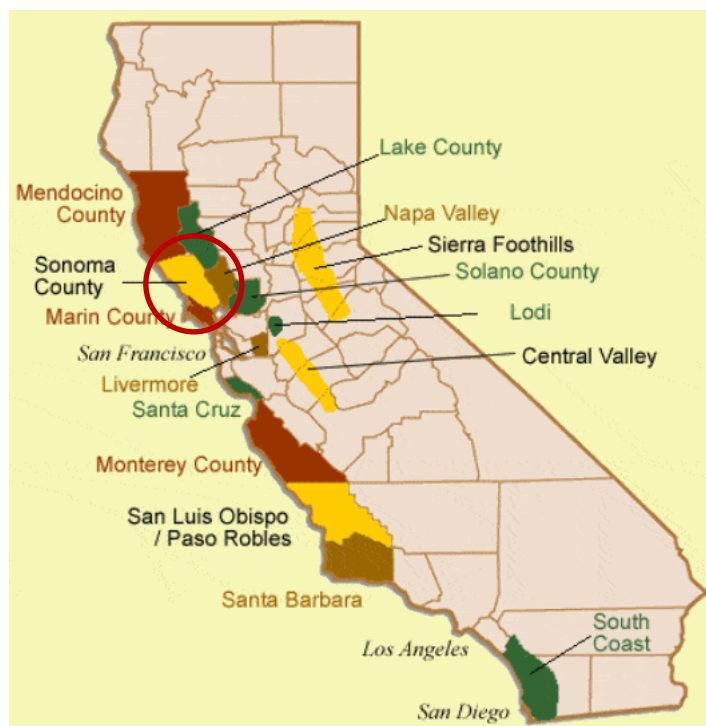 Lake County
Mendocino
County
Napa Valley
Sierra Foothills
Sonoma
County
Solano County
Marin County
Lodi
San Francisco
Central Valley
Livermore
Santa Cruz
Monterey County
San Luis Obispo
/ Paso Robles
Santa Barbara
South
Coast
Los Angeles
San Diego